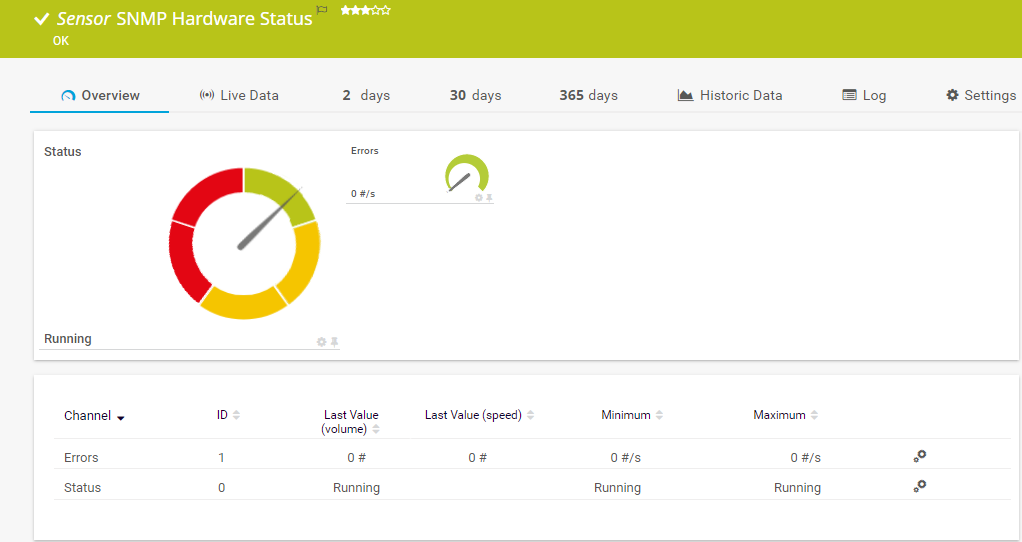 Sensor SNMP Hardware Status
OK
Overview
Live Data
2 days
30 days
365 days
Historic Data
Log
Settings
Status
Errors
0 #/s
Running
Channel ID Last Value (volume) Last Value (speed) Minimum Maximum
Errors 1 0 # 0 # 0 #/s 0 #/s
Status 0 Running Running Running